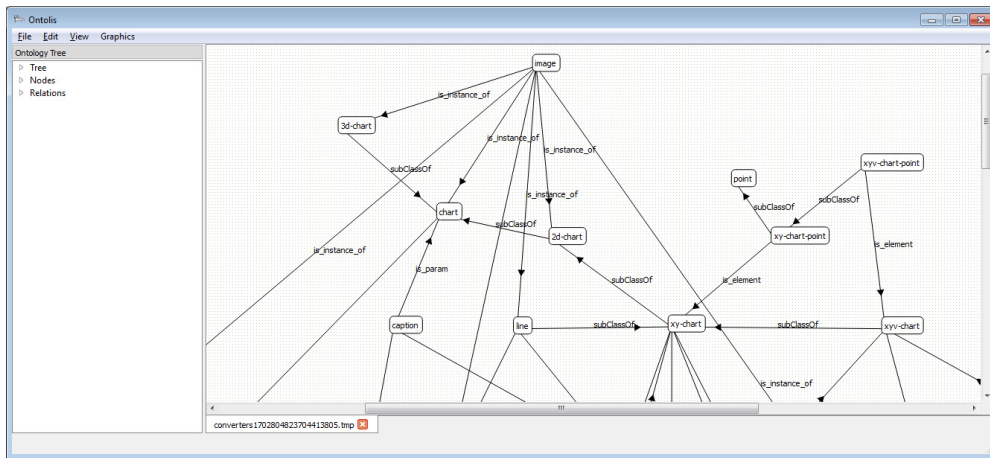 Ontolis
File Edit View Graphics
Ontology Tree
Tree
Nodes
Relations
image
is_instance_of
3d-chart
is_instance_of
is_instance_of
xyv-chart-point
subClassOf
point
is_instance_of
subClassOf
subClassOf
chart
subClassOf
2d-chart
xy-chart-point
is_instance_of
is_element
is_param
subClassOf
is_element
caption
line
subClassOf
xy-chart
subClassOf
xyv-chart
is_instance_of
converters1702804823704413805.tmp